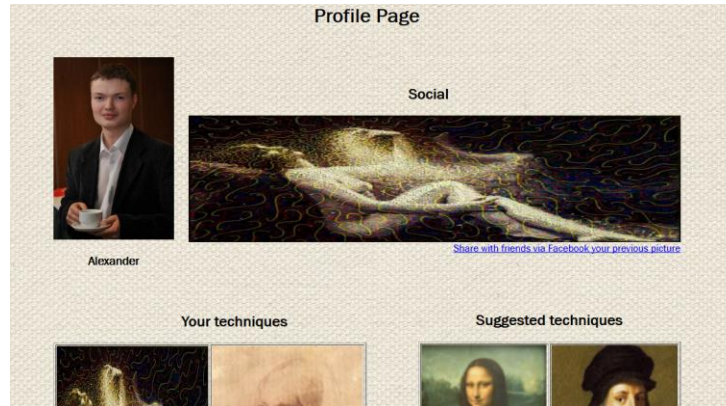 Profile Page
Social
Share with friends via Facebook your previous picture
Alexander
Your techniques
Suggested techniques